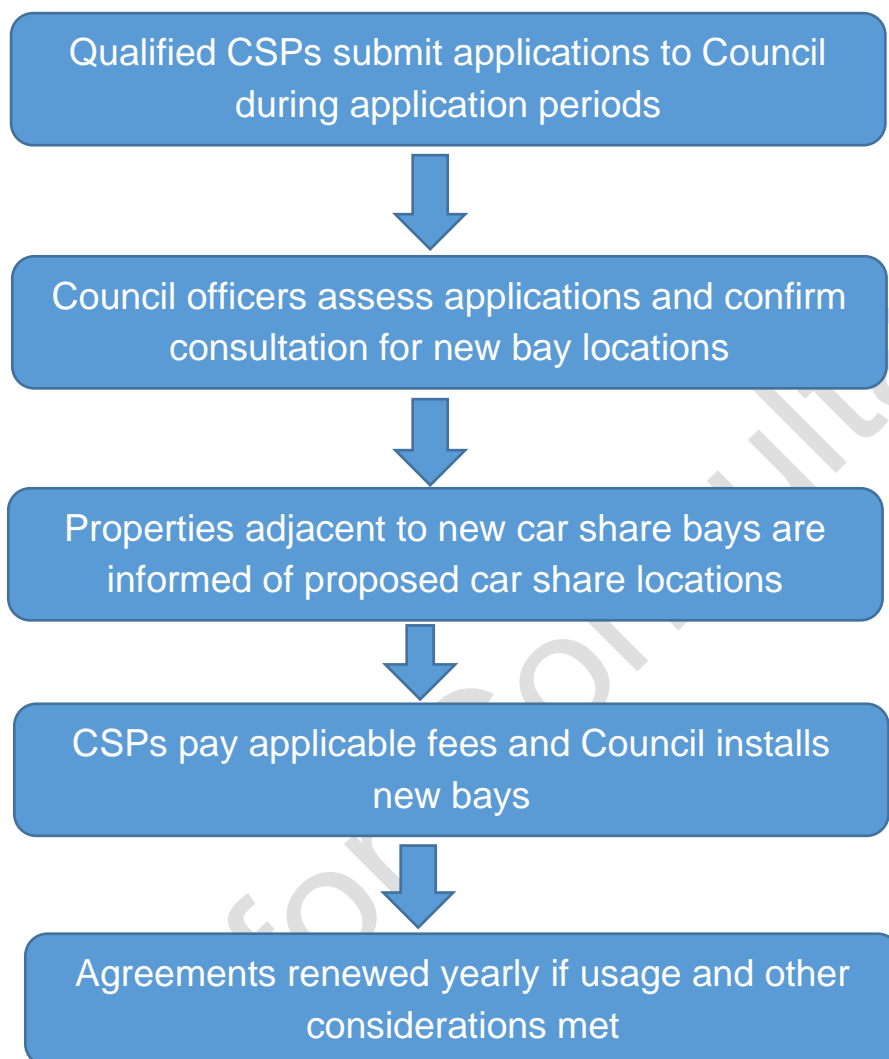 Qualified CSPs submit applications to Council
during application periods
Council officers assess applications and confirm
consultation for new bay locations
Properties adjacent to new car share bays are
informed of proposed car share locations
CSPs pay applicable fees and Council installs
new bays
Agreements renewed yearly if usage and other
considerations met
for